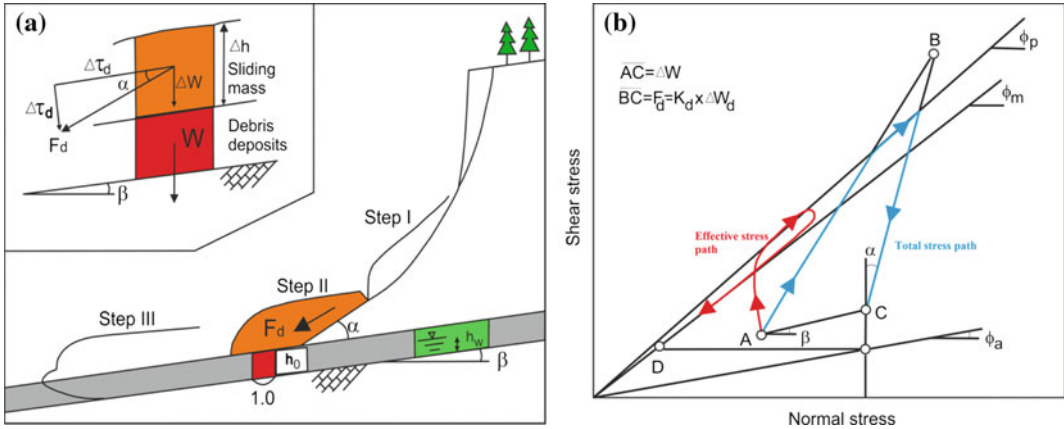 (a)
Δh
Δτd
α
ΔW
Sliding
mass
Δτd
Fd
W
Debris
deposits
β
Step I
Step II
Step III
Fd
α
hw
h0
β
1.0
(b)
B
ϕp
AC=ΔW
BC=Fd=Kd x ΔWd
ϕm
Shear stress
Effective stress
path
α
Total stress path
C
A
β
ϕa
D
Normal stress